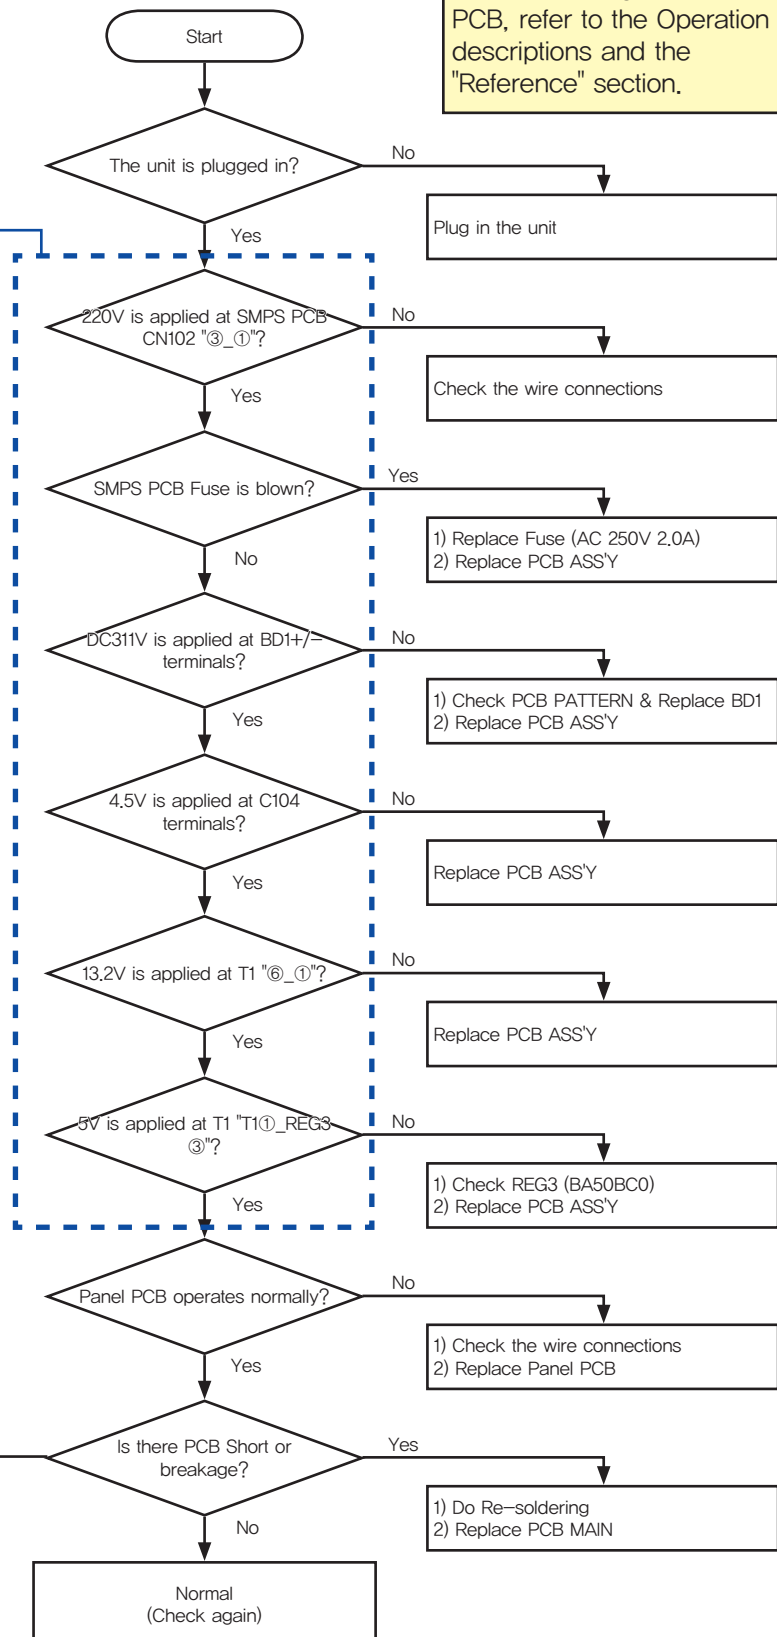 PCB, refer to the Operation
descriptions and the
"Reference" section.
Start
The unit is plugged in?
No
Plug in the unit
Yes
220V is applied at SMPS PCB
CN102 "③_①"?
No
Check the wire connections
Yes
SMPS PCB Fuse is blown?
Yes
1) Replace Fuse (AC 250V 2.0A)
2) Replace PCB ASS'Y
No
DC311V is applied at BD1+/−
terminals?
No
1) Check PCB PATTERN & Replace BD1
2) Replace PCB ASS'Y
Yes
4.5V is applied at C104
terminals?
No
Replace PCB ASS'Y
Yes
13.2V is applied at T1 "⑥_①"?
No
Replace PCB ASS'Y
Yes
5V is applied at T1 "T1①_REG3
③"?
No
1) Check REG3 (BA50BC0)
2) Replace PCB ASS'Y
Yes
Panel PCB operates normally?
No
1) Check the wire connections
2) Replace Panel PCB
Yes
Is there PCB Short or
breakage?
Yes
1) Do Re−soldering
2) Replace PCB MAIN
No
Normal
(Check again)